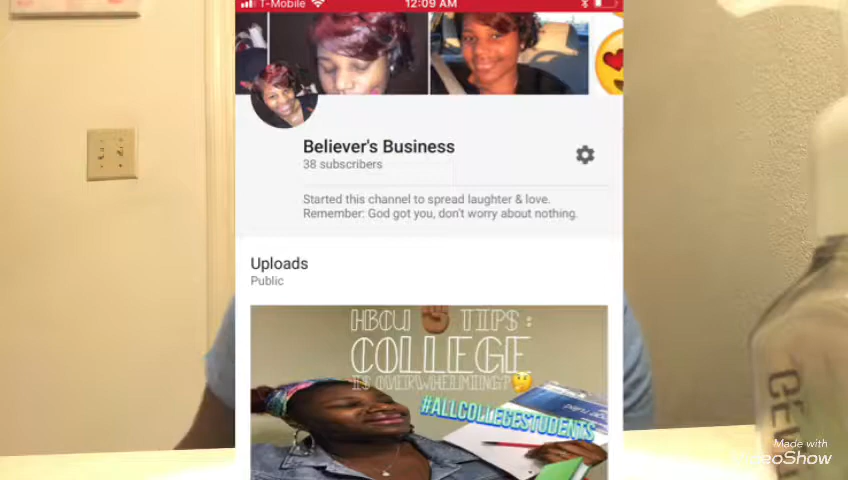 T-Mobile 12:09 AM
Believer's Business
38 subscribers
Started this channel to spread laughter & love.
Remember: God got you, don't worry about nothing.
Uploads
Public
HBCU TIPS:
COLLEGE
IS OVERWHELMING?
#ALLCOLLEGESTUDENTS
Made with
VideoShow